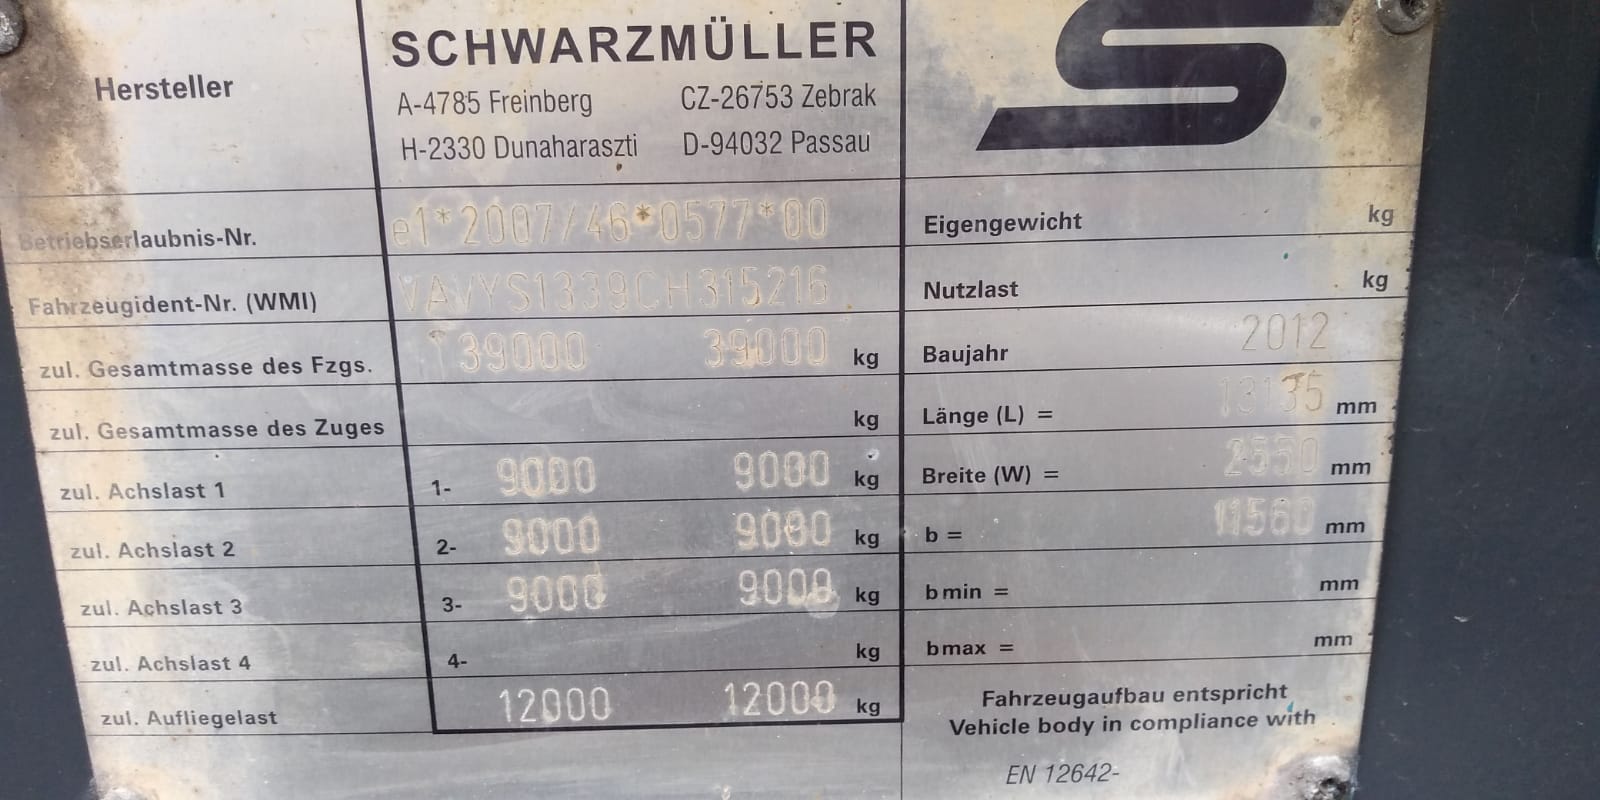 Hersteller
SCHWARZMÜLLER
A-4785 Freinberg CZ-26753 Zebrak
H-2330 Dunaharaszti D-94032 Passau
Betriebserlaubnis-Nr. e1*2007/46*0577*00
Fahrzeugident-Nr. (WMI) VAVYS1339CH315216
zul. Gesamtmasse des Fzgs. 39000 39000 kg
zul. Gesamtmasse des Zuges kg
zul. Achslast 1 1- 9000 9000 kg
zul. Achslast 2 2- 9000 9000 kg
zul. Achslast 3 3- 9000 9000 kg
zul. Achslast 4 4- kg
zul. Aufliegelast 12000 12000 kg
Eigengewicht kg
Nutzlast kg
Baujahr 2012
Länge (L) = 13135 mm
Breite (W) = 2550 mm
b = 11560 mm
b min = mm
b max = mm
Fahrzeugaufbau entspricht
Vehicle body in compliance with
EN 12642-